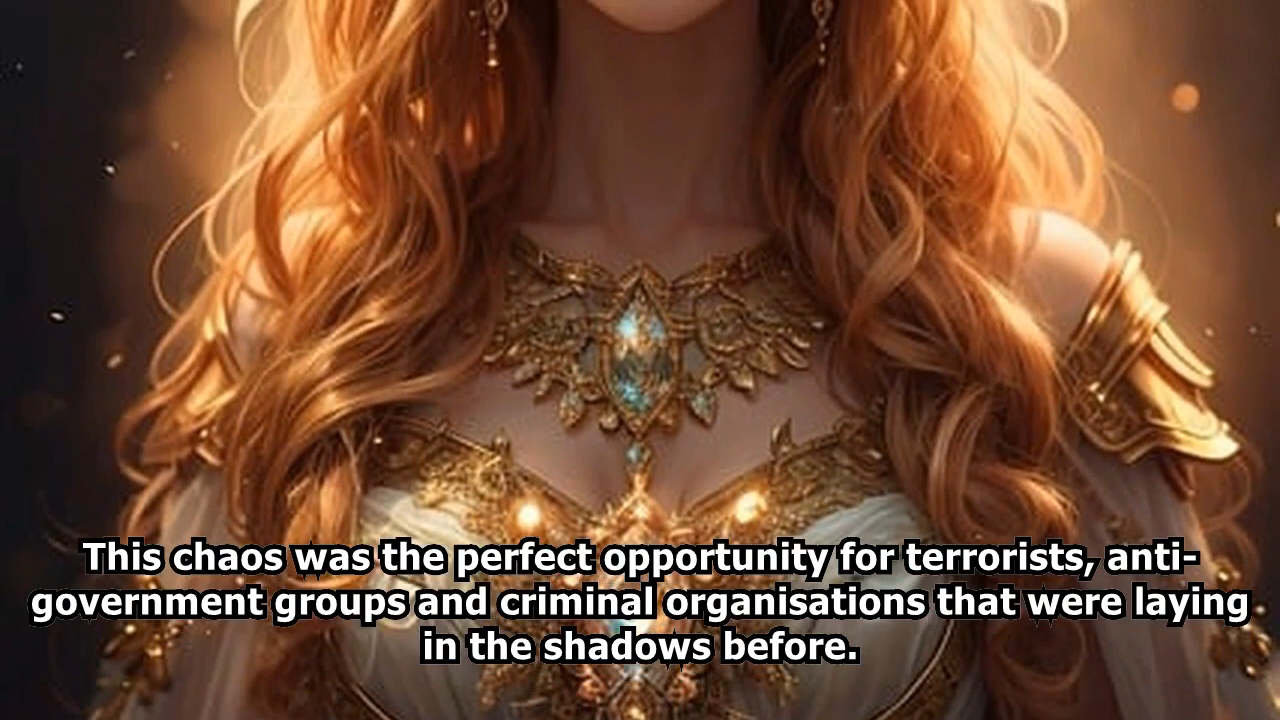 This chaos was the perfect opportunity for terrorists, anti-
government groups and criminal organisations that were laying
in the shadows before.